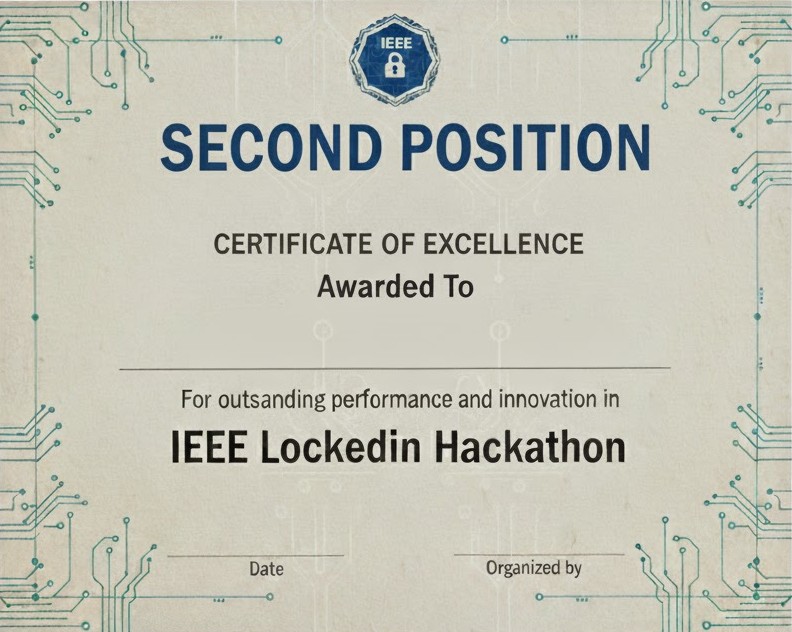 IEEE
SECOND POSITION
CERTIFICATE OF EXCELLENCE
Awarded To
For outsanding performance and innovation in
IEEE Lockedin Hackathon
Date
Organized by